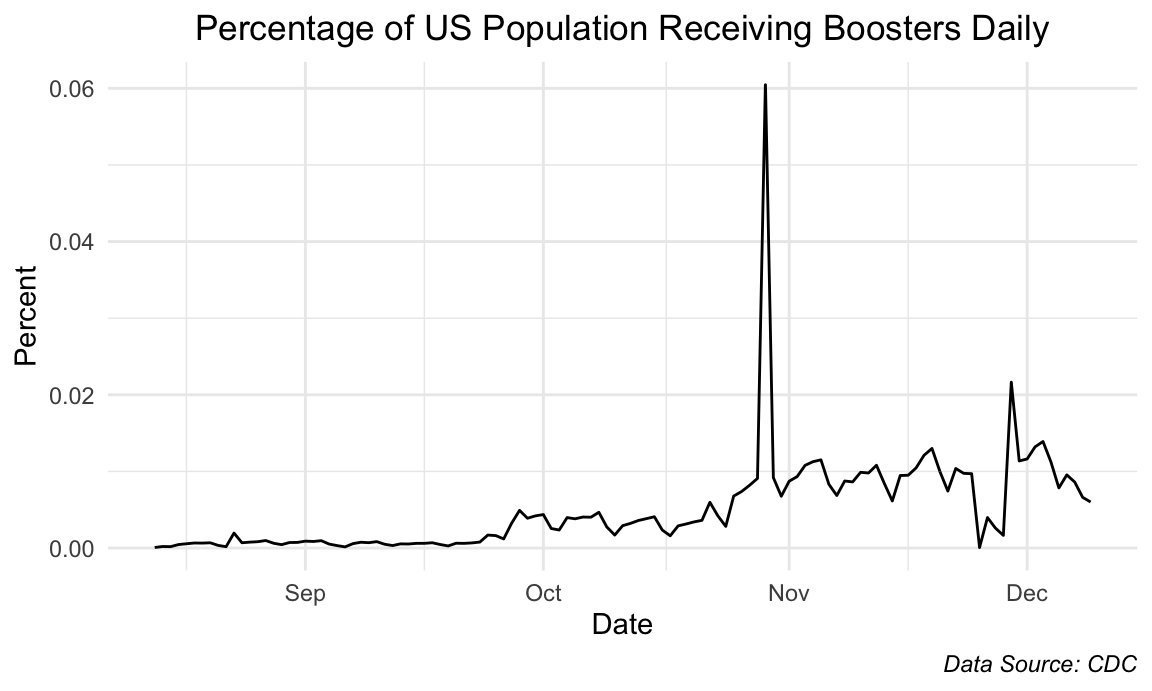 Percentage of US Population Receiving Boosters Daily
0.06
0.04
0.02
0.00
Percent
Sep Oct Nov Dec
Date
Data Source: CDC